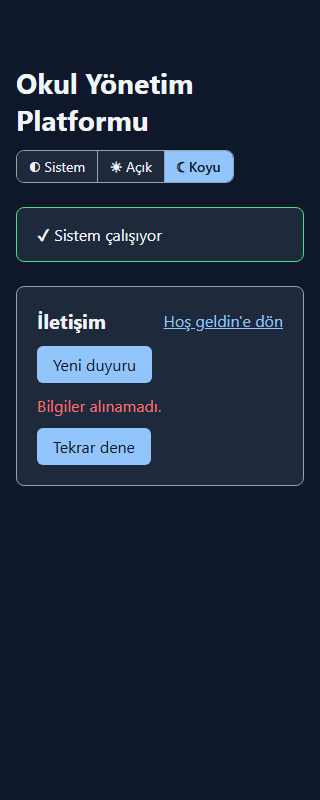 Okul Yönetim
Platformu
◐ Sistem ☀ Açık ☾ Koyu
✓ Sistem çalışıyor
İletişim Hoş geldin'e dön
Yeni duyuru
Bilgiler alınamadı.
Tekrar dene